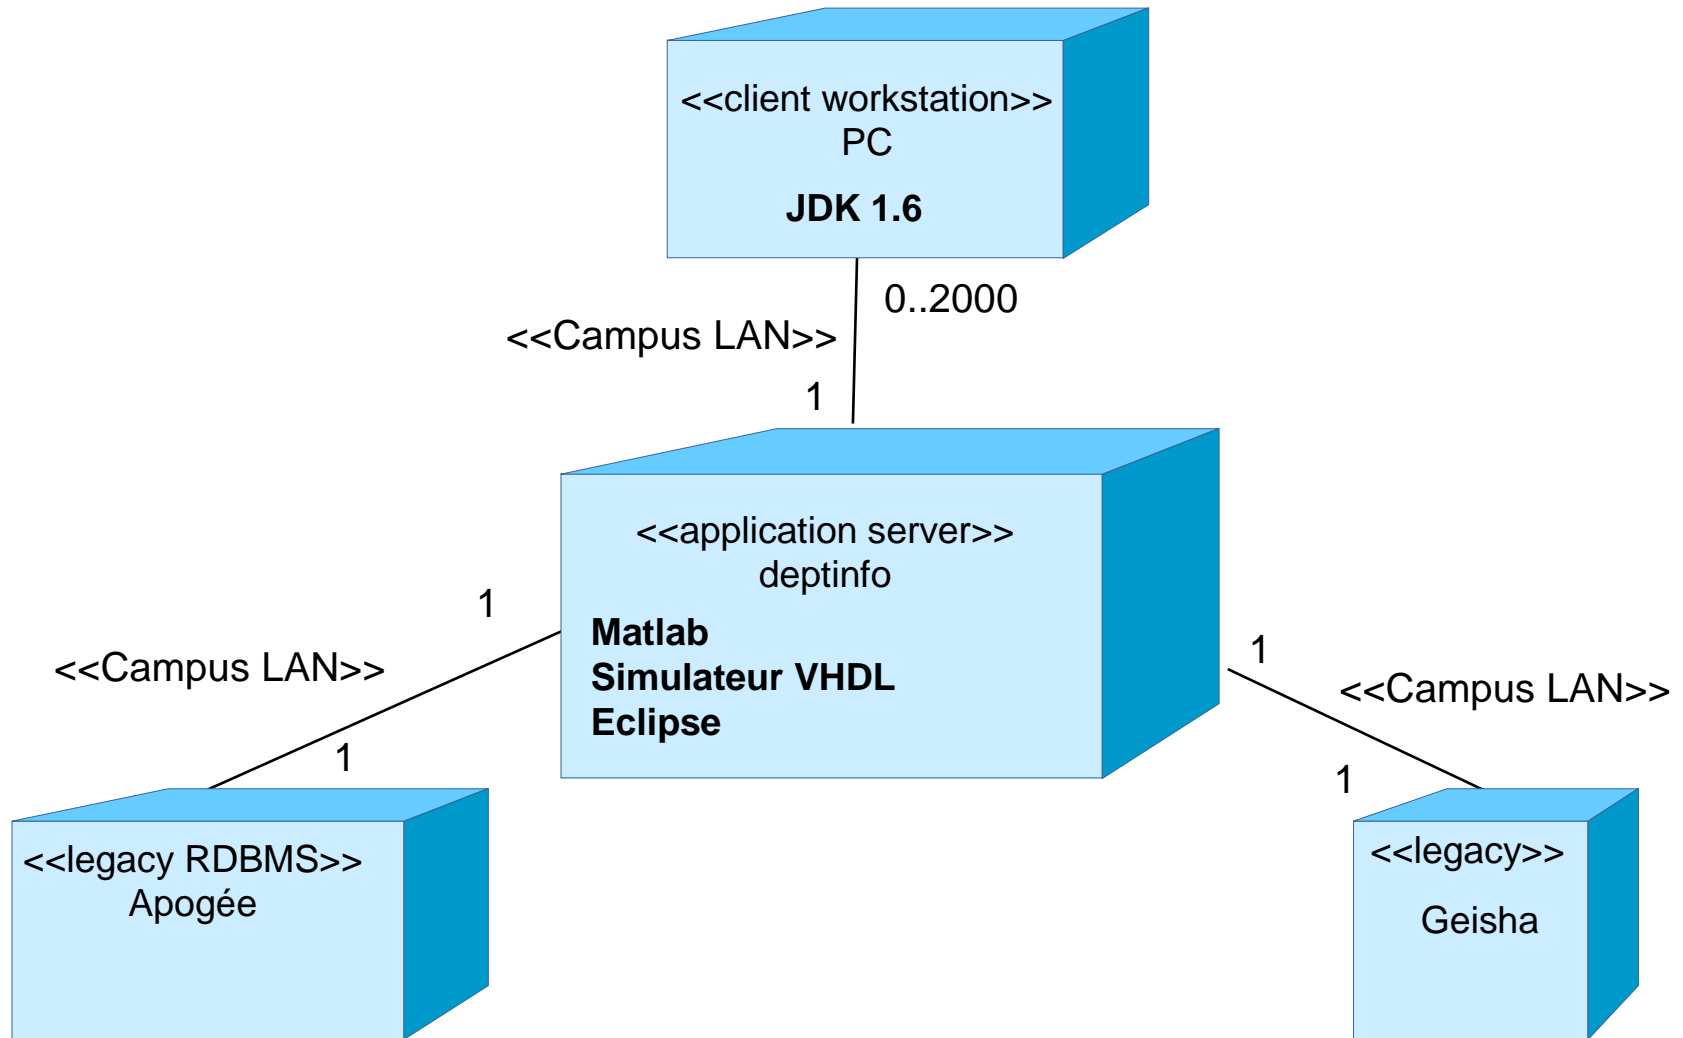 <<client workstation>>
PC
JDK 1.6
0..2000
<<Campus LAN>>
1
<<application server>>
deptinfo
Matlab
Simulateur VHDL
Eclipse
1
<<Campus LAN>>
1
1
<<Campus LAN>>
1
<<legacy RDBMS>>
Apogée
<<legacy>>
Geisha